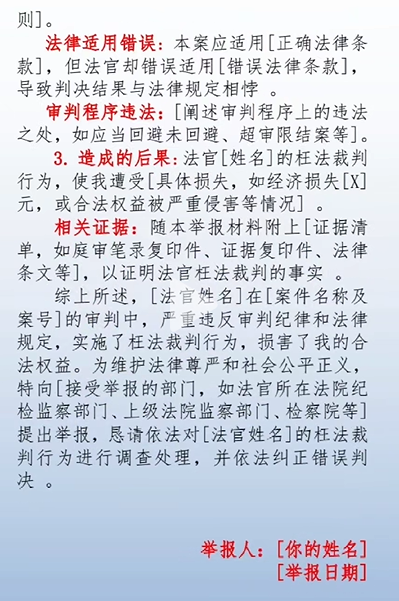 则]。
法律适用错误：本案应适用[正确法律条
款]，但法官却错误适用[错误法律条款]，
导致判决结果与法律规定相悖 。
审判程序违法：[阐述审判程序上的违法
之处，如应当回避未回避、超审限结案等]。
3. 造成的后果：法官[姓名]的枉法裁判
行为，使我遭受[具体损失，如经济损失[X]
元，或合法权益被严重侵害等情况] 。
相关证据：随本举报材料附上[证据清
单，如庭审笔录复印件、证据复印件、法律
条文等]，以证明法官枉法裁判的事实 。
综上所述，[法官姓名]在[案件名称及
案号]的审判中，严重违反审判纪律和法律
规定，实施了枉法裁判行为，损害了我的合
法权益。为维护法律尊严和社会公平正义，
特向[接受举报的部门，如法官所在法院纪
检监察部门、上级法院监察部门、检察院等]
提出举报，恳请依法对[法官姓名]的枉法裁
判行为进行调查处理，并依法纠正错误判
决 。
举报人：[你的姓名]
[举报日期]